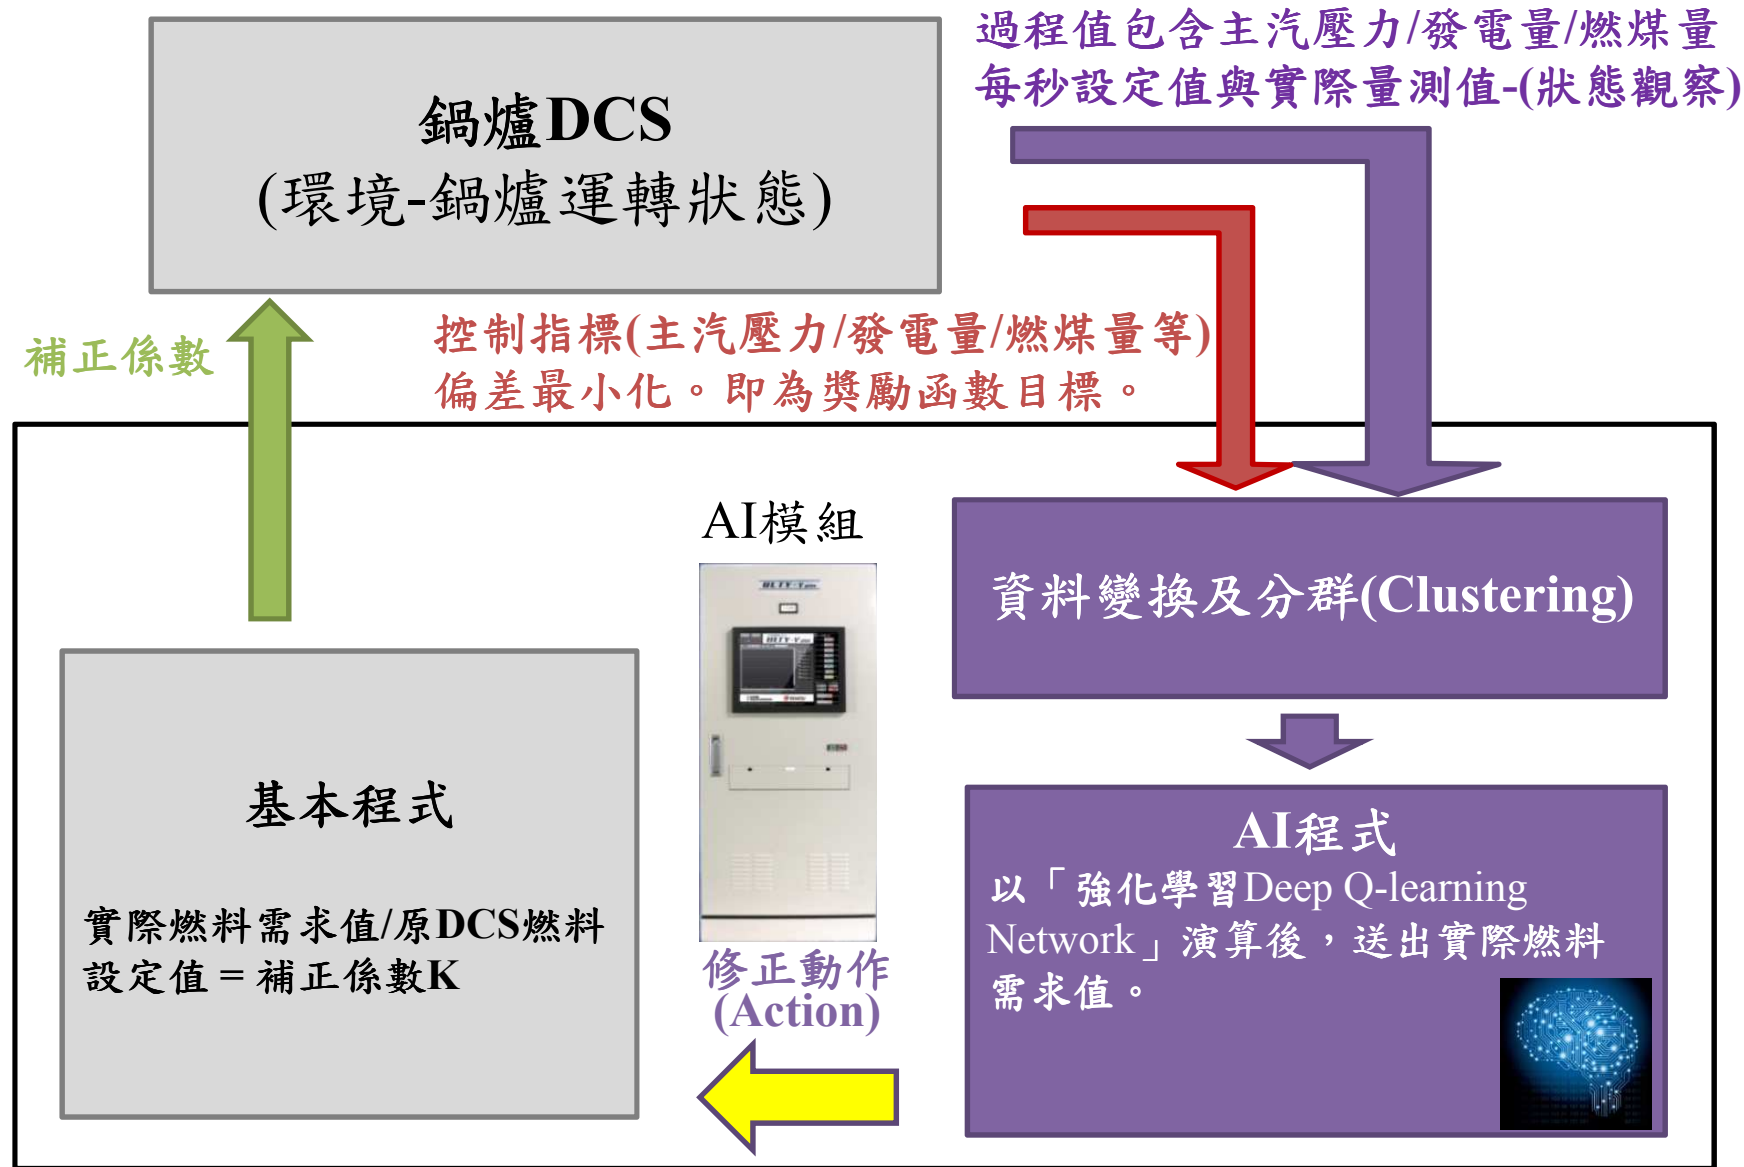 過程值包含主汽壓力/發電量/燃煤量
每秒設定值與實際量測值-(狀態觀察)
鍋爐DCS
(環境-鍋爐運轉狀態)
補正係數
控制指標(主汽壓力/發電量/燃煤量等)
偏差最小化。即為獎勵函數目標。
AI模組
資料變換及分群(Clustering)
基本程式
實際燃料需求值/原DCS燃料
設定值 = 補正係數K
修正動作
(Action)
AI程式
以「強化學習Deep Q-learning
Network」演算後，送出實際燃料
需求值。